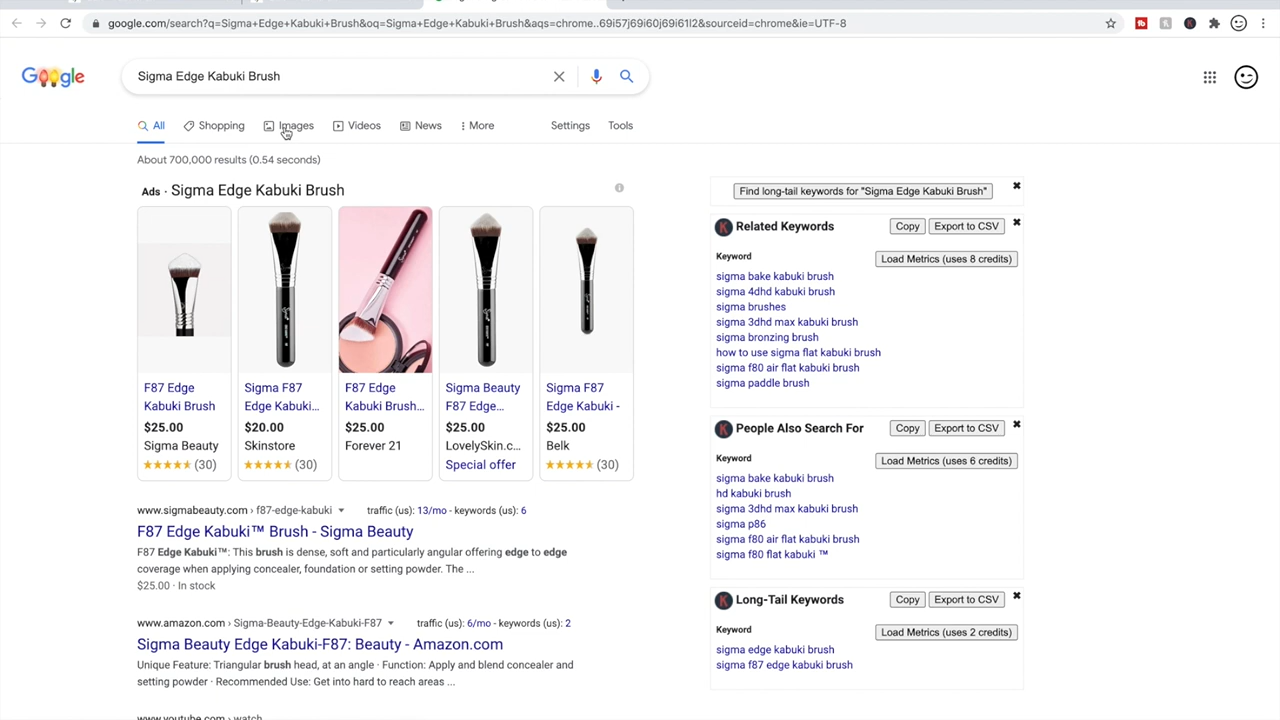 google.com/search?q=Sigma+Edge+Kabuki+Brush&oq=Sigma+Edge+Kabuki+Brush&aqs=chrome..69i57j69i60j69i61l2&sourceid=chrome&ie=UTF-8
Google
Sigma Edge Kabuki Brush
All
Shopping
Images
Videos
News
More
Settings
Tools
About 700,000 results (0.54 seconds)
Ads · Sigma Edge Kabuki Brush
F87 Edge
Kabuki Brush
$25.00
Sigma Beauty
(30)
Sigma F87
Edge Kabuki...
$20.00
Skinstore
(30)
F87 Edge
Kabuki Brush...
$25.00
Forever 21
Sigma Beauty
F87 Edge...
$25.00
LovelySkin.c...
Special offer
Sigma F87
Edge Kabuki -
$25.00
Belk
(30)
www.sigmabeauty.com › f87-edge-kabuki traffic (us): 13/mo - keywords (us): 6
F87 Edge Kabuki™ Brush - Sigma Beauty
F87 Edge Kabuki™: This brush is dense, soft and particularly angular offering edge to edge
coverage when applying concealer, foundation or setting powder. The ...
$25.00 · In stock
www.amazon.com › Sigma-Beauty-Edge-Kabuki-F87 traffic (us): 6/mo - keywords (us): 2
Sigma Beauty Edge Kabuki-F87: Beauty - Amazon.com
Unique Feature: Triangular brush head, at an angle · Function: Apply and blend concealer and
setting powder · Recommended Use: Get into hard to reach areas ...
www.youtube.com › watch
Find long-tail keywords for "Sigma Edge Kabuki Brush"
Related Keywords
Copy
Export to CSV
Keyword
Load Metrics (uses 8 credits)
sigma bake kabuki brush
sigma 4dhd kabuki brush
sigma brushes
sigma 3dhd max kabuki brush
sigma bronzing brush
how to use sigma flat kabuki brush
sigma f80 air flat kabuki brush
sigma paddle brush
People Also Search For
Copy
Export to CSV
Keyword
Load Metrics (uses 6 credits)
sigma bake kabuki brush
hd kabuki brush
sigma 3dhd max kabuki brush
sigma p86
sigma f80 air flat kabuki brush
sigma f80 flat kabuki ™
Long-Tail Keywords
Copy
Export to CSV
Keyword
Load Metrics (uses 2 credits)
sigma edge kabuki brush
sigma f87 edge kabuki brush